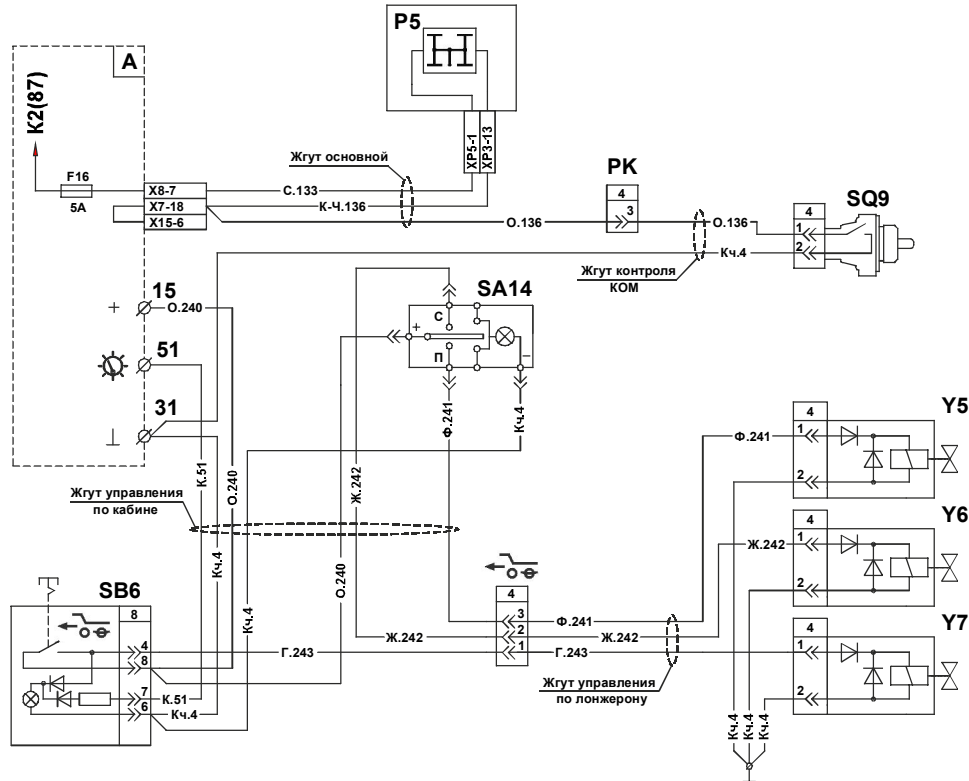 P5
A
К2(87)
XP5-1
XP3-13
Жгут основной
F16
5A
X8-7
X7-18
X15-6
С.133
К-Ч.136
О.136
РК
4
3
О.136
SQ9
4
1
2
Кч.4
Жгут контроля
КОМ
15
+
О.240
51
31
SA14
С
+
П
–
Ф.241
Кч.4
К.51
О.240
Ж.242
Жгут управления
по кабине
Кч.4
О.240
Кч.4
Y5
4
1
2
Ф.241
Кч.4
Y6
4
1
2
Ж.242
Y7
4
1
2
SB6
8
4
8
7
6
К.51
Кч.4
4
3
2
1
Ф.241
Ж.242
Ж.242
Г.243
Г.243
Жгут управления
по лонжерону
Кч.4
Кч.4
Кч.4